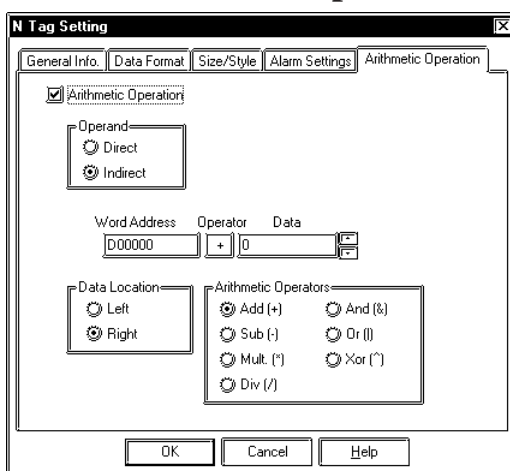 N Tag Setting
General Info. Data Format Size/Style Alarm Settings Arithmetic Operation
Arithmetic Operation
Operand
Direct
Indirect
Word Address Operator Data
D00000 + 0
Data Location Arithmetic Operators
Left Add (+) And (&)
Right Sub (-) Or (|)
Mult. (*) Xor (^)
Div (/)
OK Cancel Help